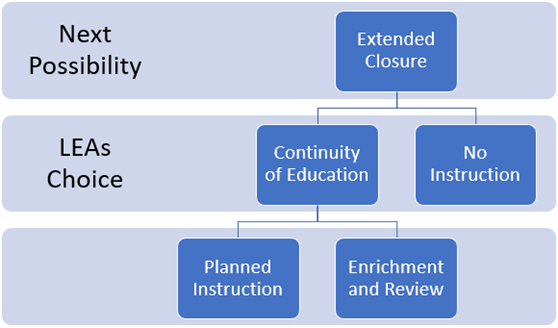 Next
Possibility
Extended
Closure
LEAs
Choice
Continuity
of Education
No
Instruction
Planned
Instruction
Enrichment
and Review